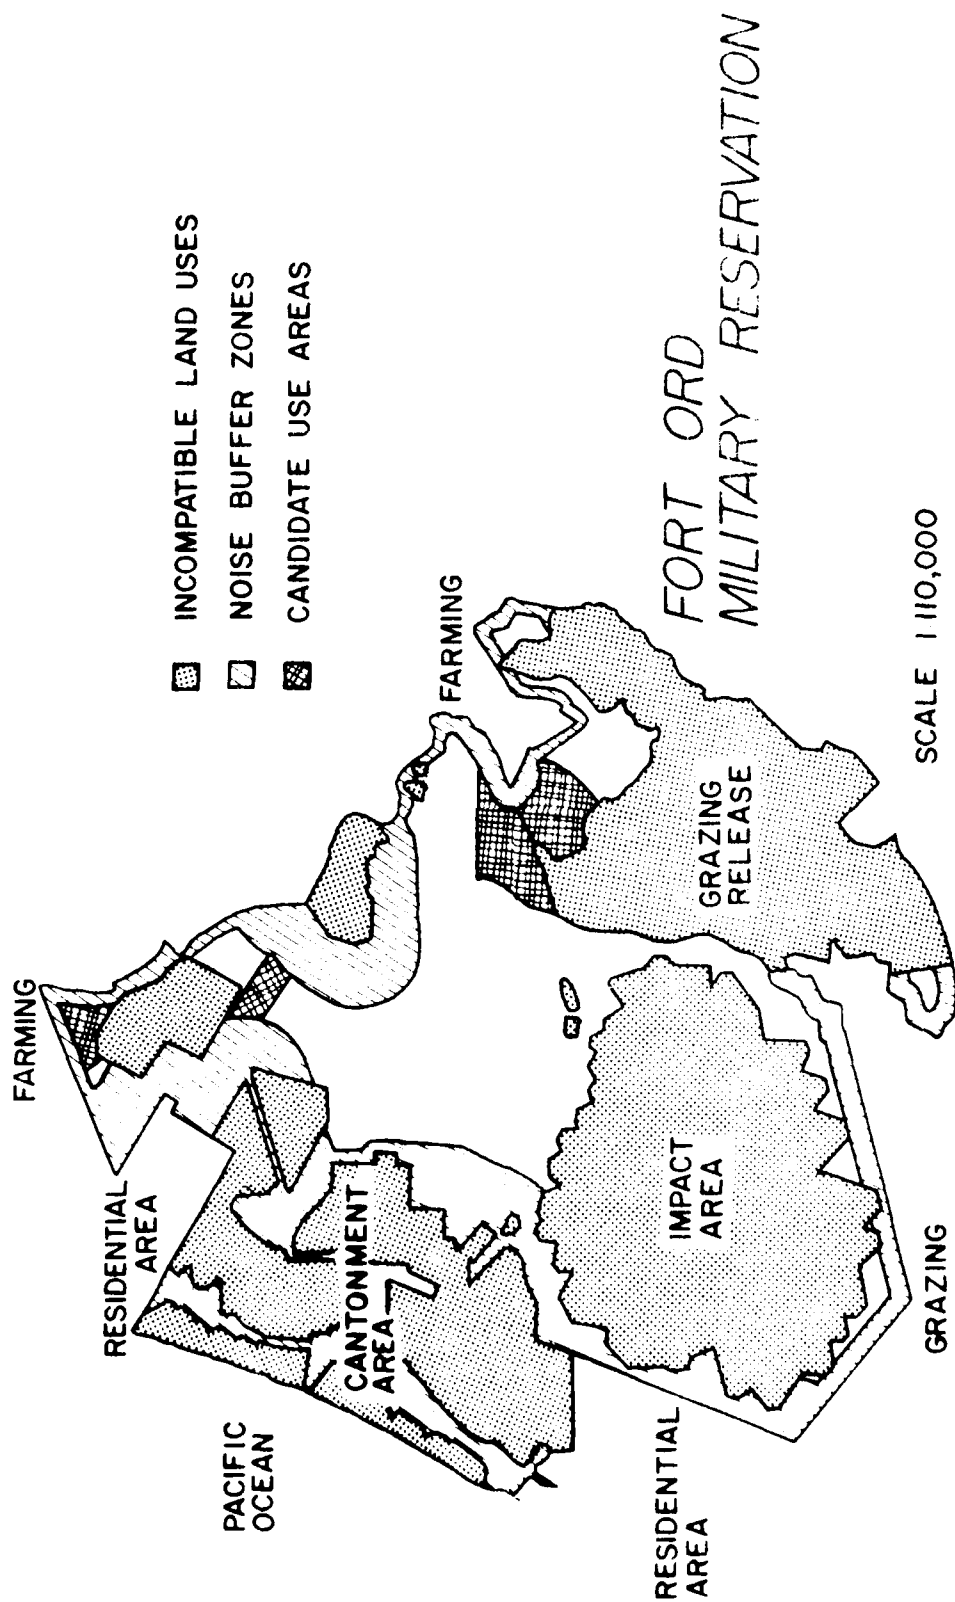 INCOMPATIBLE LAND USES
NOISE BUFFER ZONES
CANDIDATE USE AREAS
FARMING
RESIDENTIAL
AREA
PACIFIC
OCEAN
CANTONMENT
AREA
FARMING
GRAZING
RELEASE
IMPACT
AREA
RESIDENTIAL
AREA
GRAZING
FORT ORD
MILITARY RESERVATION
SCALE 1 110,000